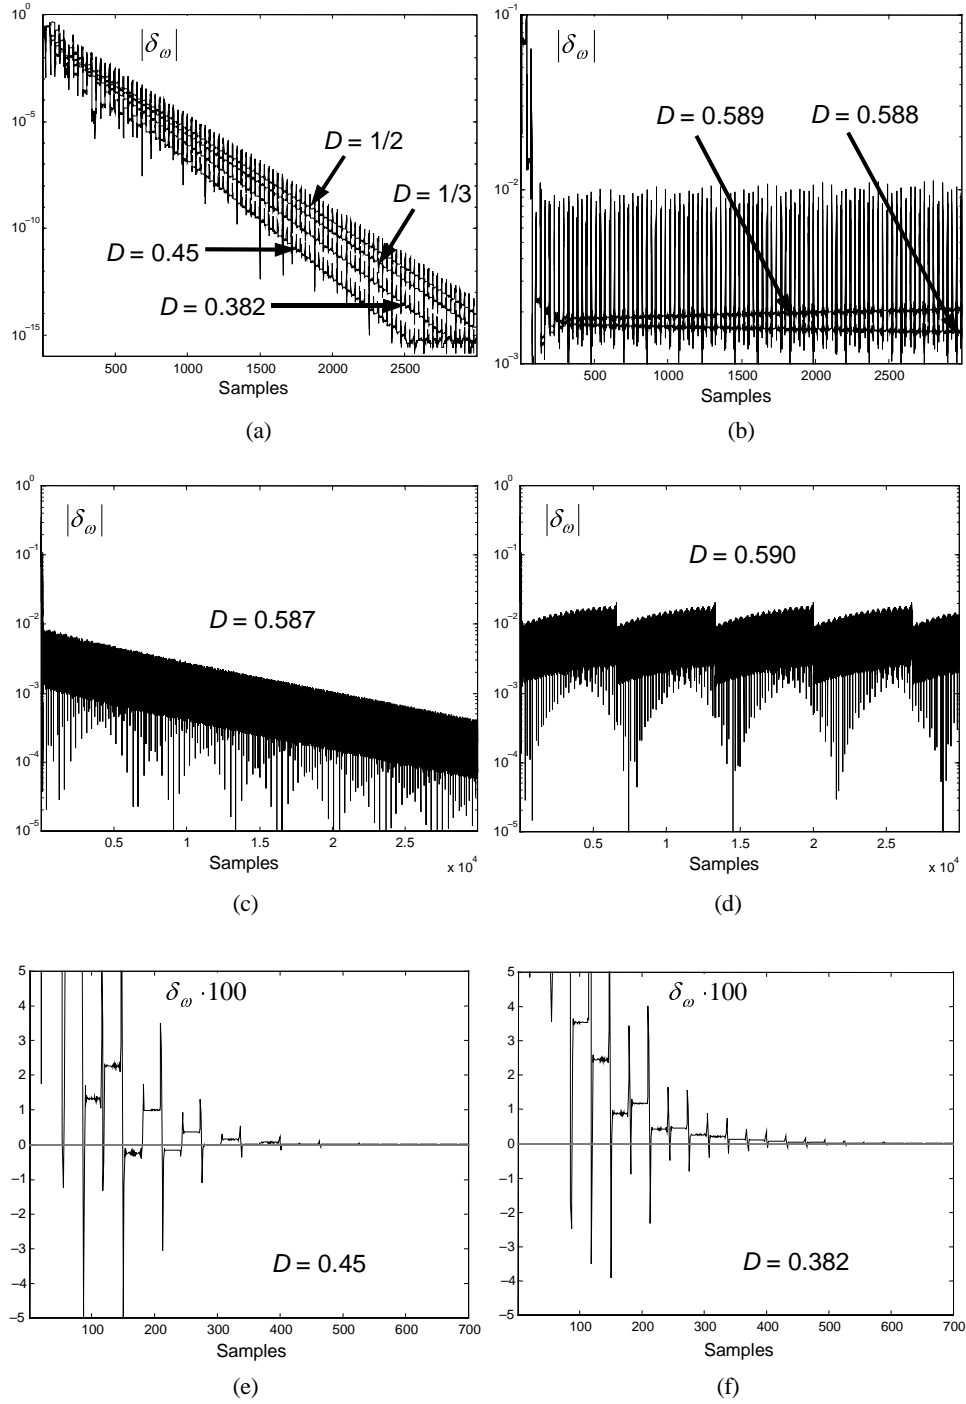 |δ_ω|
10^0
10^-5
10^-10
10^-15
D = 1/2
D = 1/3
D = 0.45
D = 0.382
500 1000 1500 2000 2500
Samples
(a)
|δ_ω|
10^-1
10^-2
10^-3
D = 0.589
D = 0.588
500 1000 1500 2000 2500
Samples
(b)
|δ_ω|
10^0
10^-1
10^-2
10^-3
10^-4
10^-5
D = 0.587
0.5 1 1.5 2 2.5
Samples
x 10^4
(c)
|δ_ω|
10^0
10^-1
10^-2
10^-3
10^-4
10^-5
D = 0.590
0.5 1 1.5 2 2.5
Samples
x 10^4
(d)
δ_ω ·100
5
4
3
2
1
0
–1
–2
–3
–4
–5
D = 0.45
100 200 300 400 500 600 700
Samples
(e)
δ_ω ·100
5
4
3
2
1
0
–1
–2
–3
–4
–5
D = 0.382
100 200 300 400 500 600 700
Samples
(f)